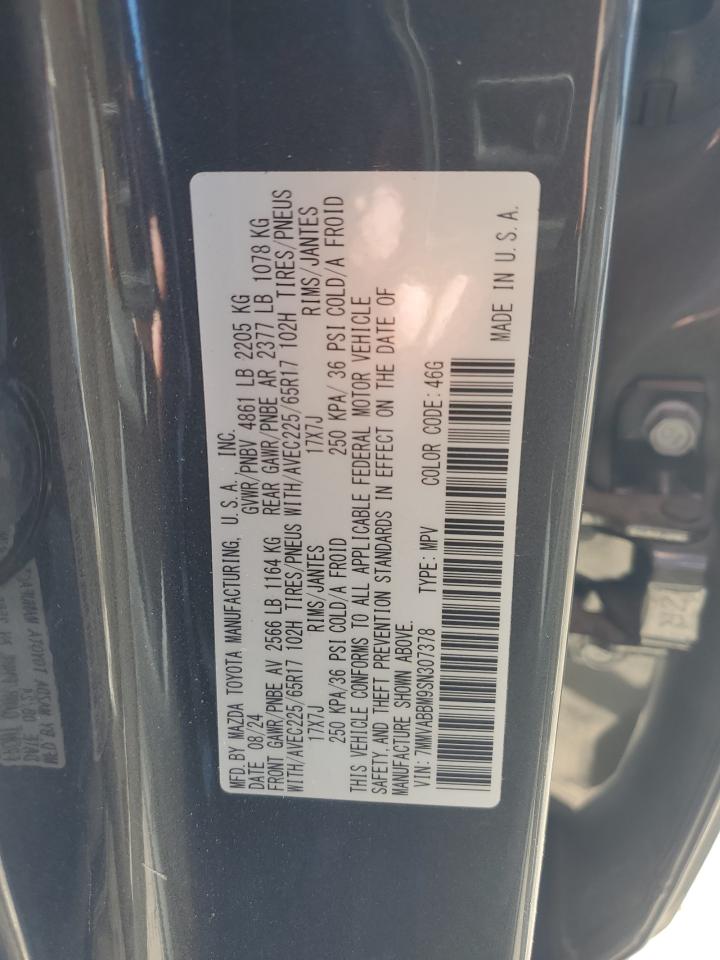 MFD. BY MAZDA TOYOTA MANUFACTURING, U.S.A. INC.
DATE 08/24 GVWR/PNBV 4861 LB 2205 KG
FRONT GAWR/PNBE AV 2566 LB 1164 KG REAR GAWR/PNBE AR 2377 LB 1078 KG
WITH/AVEC225/65R17 102H TIRES/PNEUS WITH/AVEC225/65R17 102H TIRES/PNEUS
17X7J RIMS/JANTES 17X7J RIMS/JANTES
250 KPA/36 PSI COLD/A FROID 250 KPA/ 36 PSI COLD/A FROID
THIS VEHICLE CONFORMS TO ALL APPLICABLE FEDERAL MOTOR VEHICLE
SAFETY, AND THEFT PREVENTION STANDARDS IN EFFECT ON THE DATE OF
MANUFACTURE SHOWN ABOVE.
VIN: 7MMVABBM9SN307378 TYPE: MPV COLOR CODE: 46G
MADE IN U.S.A.